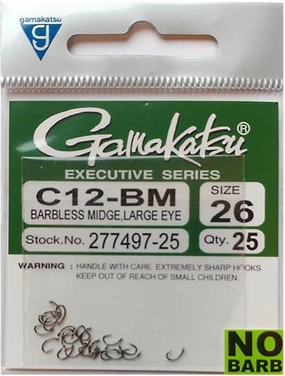 gamakatsu
g
Gamakatsu®
EXECUTIVE SERIES
C12-BM
BARBLESS MIDGE,LARGE EYE
SIZE
26
Stock.No. 277497-25
Qty. 25
WARNING : HANDLE WITH CARE. EXTREMELY SHARP HOOKS.
KEEP OUT OF REACH OF SMALL CHILDREN.
NO
BARB